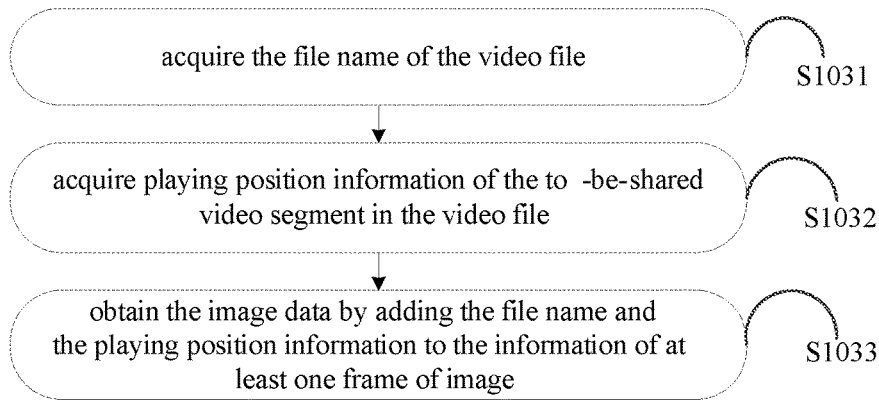 acquire the file name of the video file
S1031
acquire playing position information of the to -be-shared
video segment in the video file
S1032
obtain the image data by adding the file name and
the playing position information to the information of at
least one frame of image
S1033